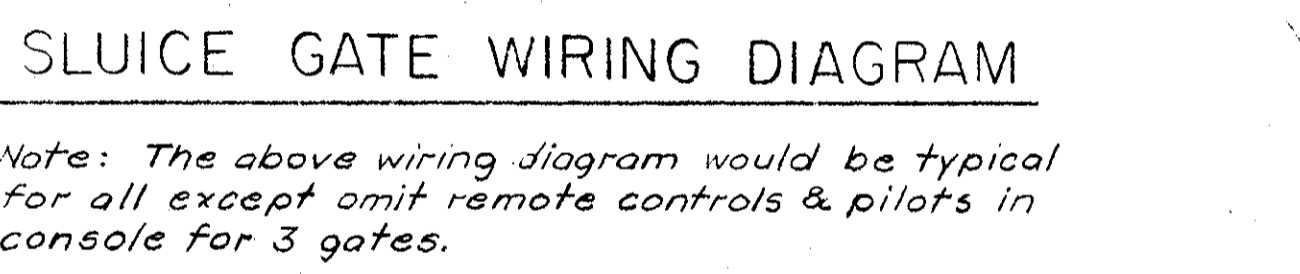 SLUICE GATE WIRING DIAGRAM
Note: The above wiring diagram would be typical
for all except omit remote controls & pilots in
console for 3 gates.